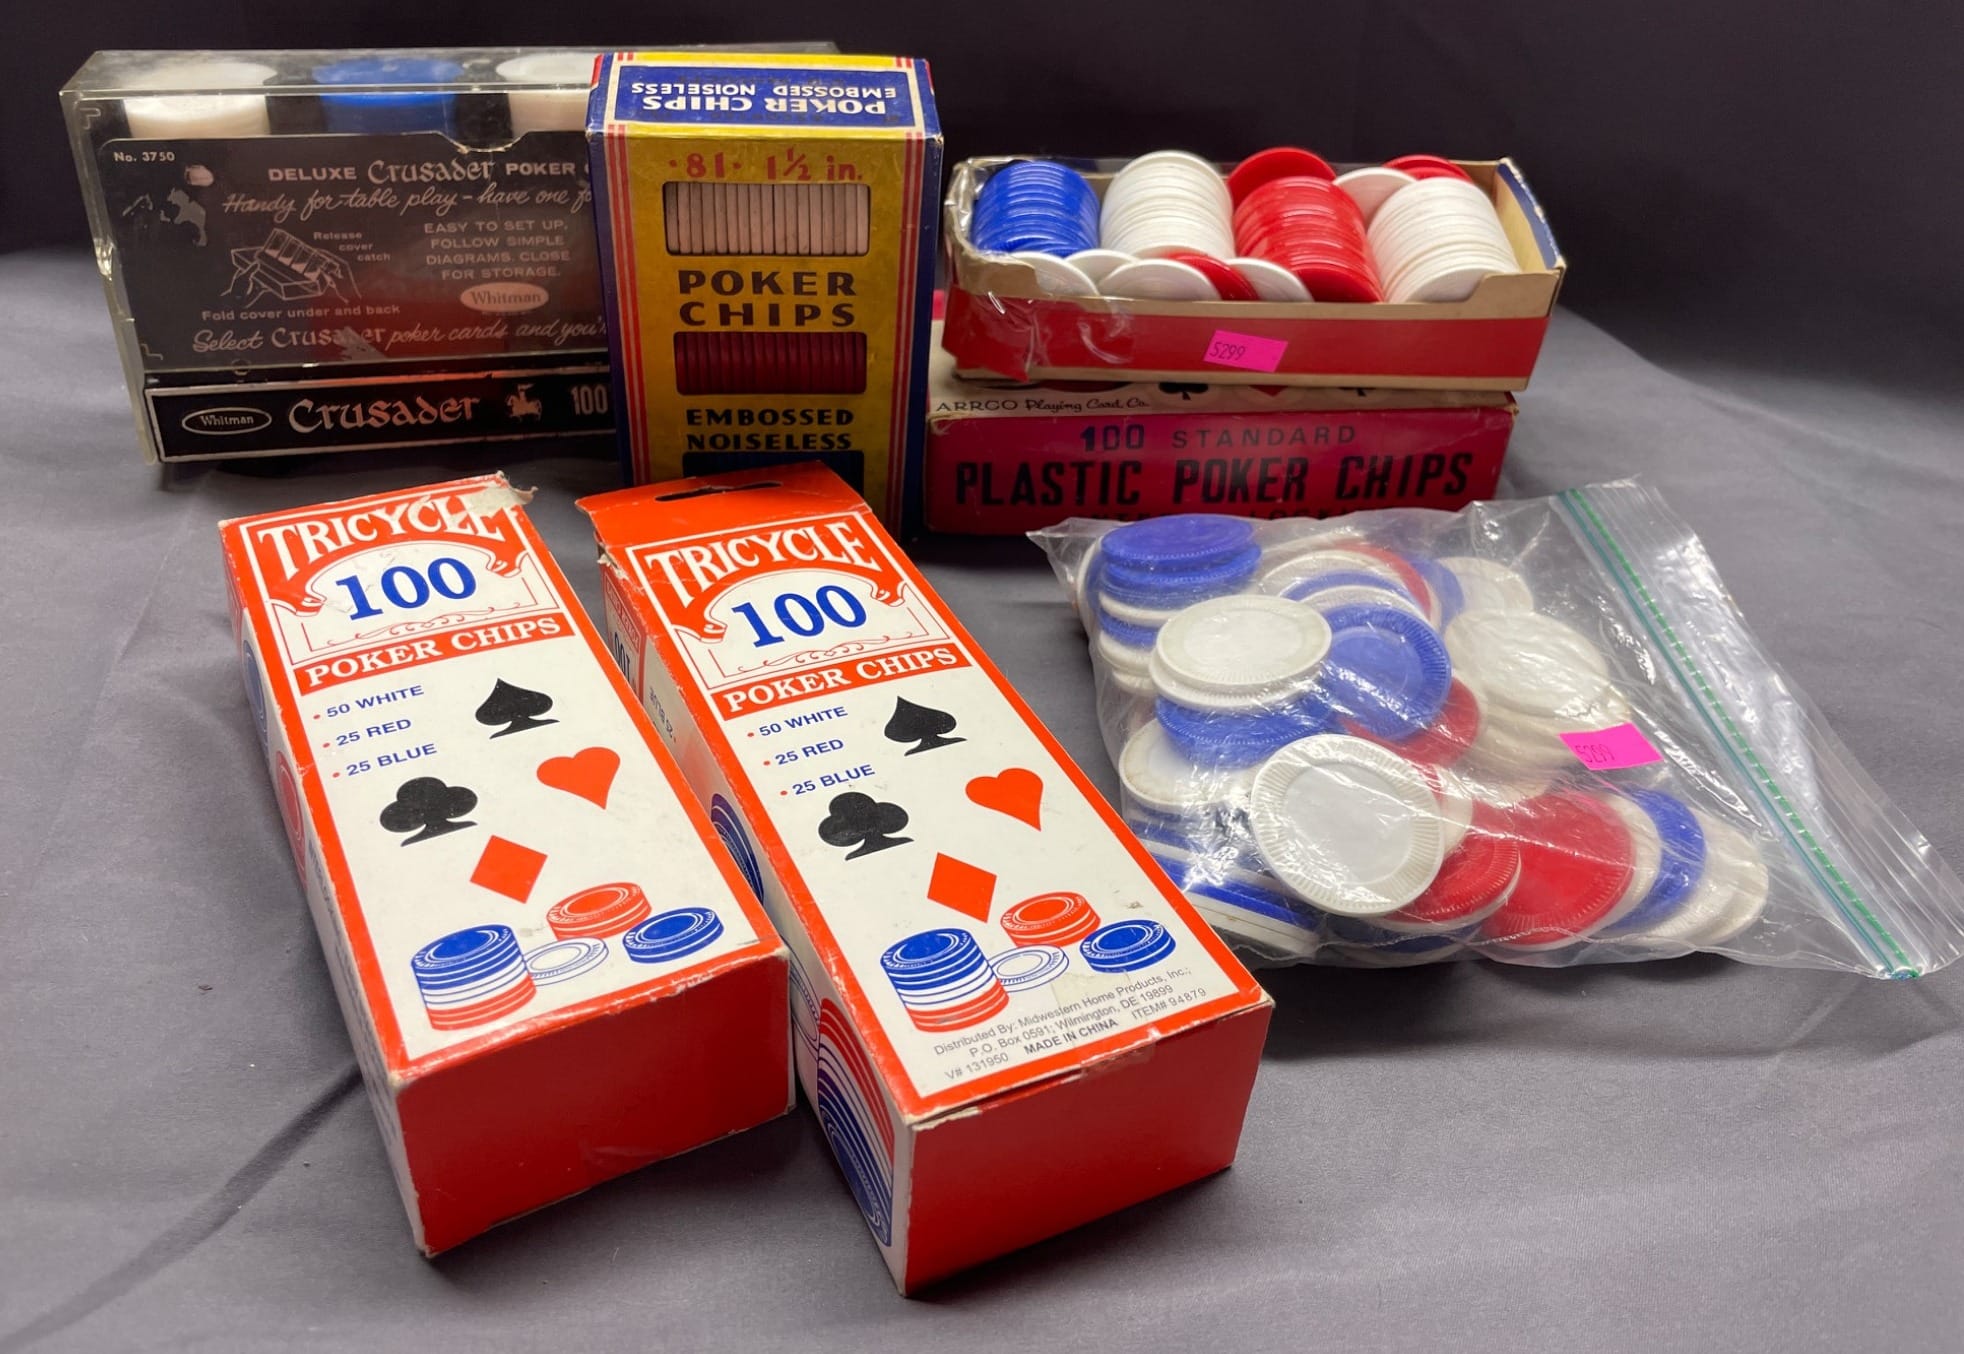 No. 3750
DELUXE Crusader POKER
Handy for table play - have one
Release
cover
catch
EASY TO SET UP.
FOLLOW SIMPLE
DIAGRAMS. CLOSE
FOR STORAGE.
Whitman
Fold cover under and back
Select Crusader poker cards and
Whitman Crusader 100
POKER CHIPS
EMBOSSED NOISELESS
·81· 1½ in.
POKER
CHIPS
EMBOSSED
NOISELESS
5299
ARRCO Playing Card Co.
100 STANDARD
PLASTIC POKER CHIPS
TRICYCLE
100
POKER CHIPS
• 50 WHITE
• 25 RED
• 25 BLUE
TRICYCLE
100
POKER CHIPS
• 50 WHITE
• 25 RED
• 25 BLUE
Distributed By: Midwestern Home Products, Inc.;
P.O. Box 0591; Wilmington, DE 19899
V# 131950 MADE IN CHINA ITEM# 94879
5299